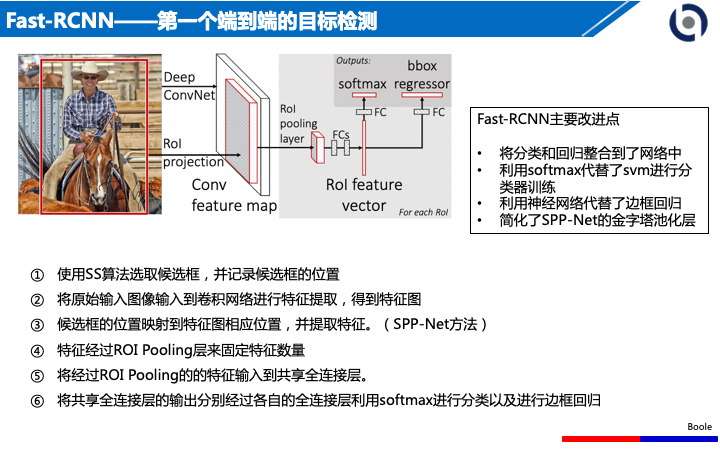 Fast-RCNN——第一个端到端的目标检测
Deep
ConvNet
RoI
projection
Conv
feature map
RoI
pooling
layer
FCs
RoI feature
vector
Outputs:
softmax
bbox
regressor
FC
FC
For each RoI
Fast-RCNN主要改进点
• 将分类和回归整合到了网络中
• 利用softmax代替了svm进行分
类器训练
• 利用神经网络代替了边框回归
• 简化了SPP-Net的金字塔池化层
① 使用SS算法选取候选框，并记录候选框的位置
② 将原始输入图像输入到卷积网络进行特征提取，得到特征图
③ 候选框的位置映射到特征图相应位置，并提取特征。（SPP-Net方法）
④ 特征经过ROI Pooling层来固定特征数量
⑤ 将经过ROI Pooling的的特征输入到共享全连接层。
⑥ 将共享全连接层的输出分别经过各自的全连接层利用softmax进行分类以及进行边框回归
Boole